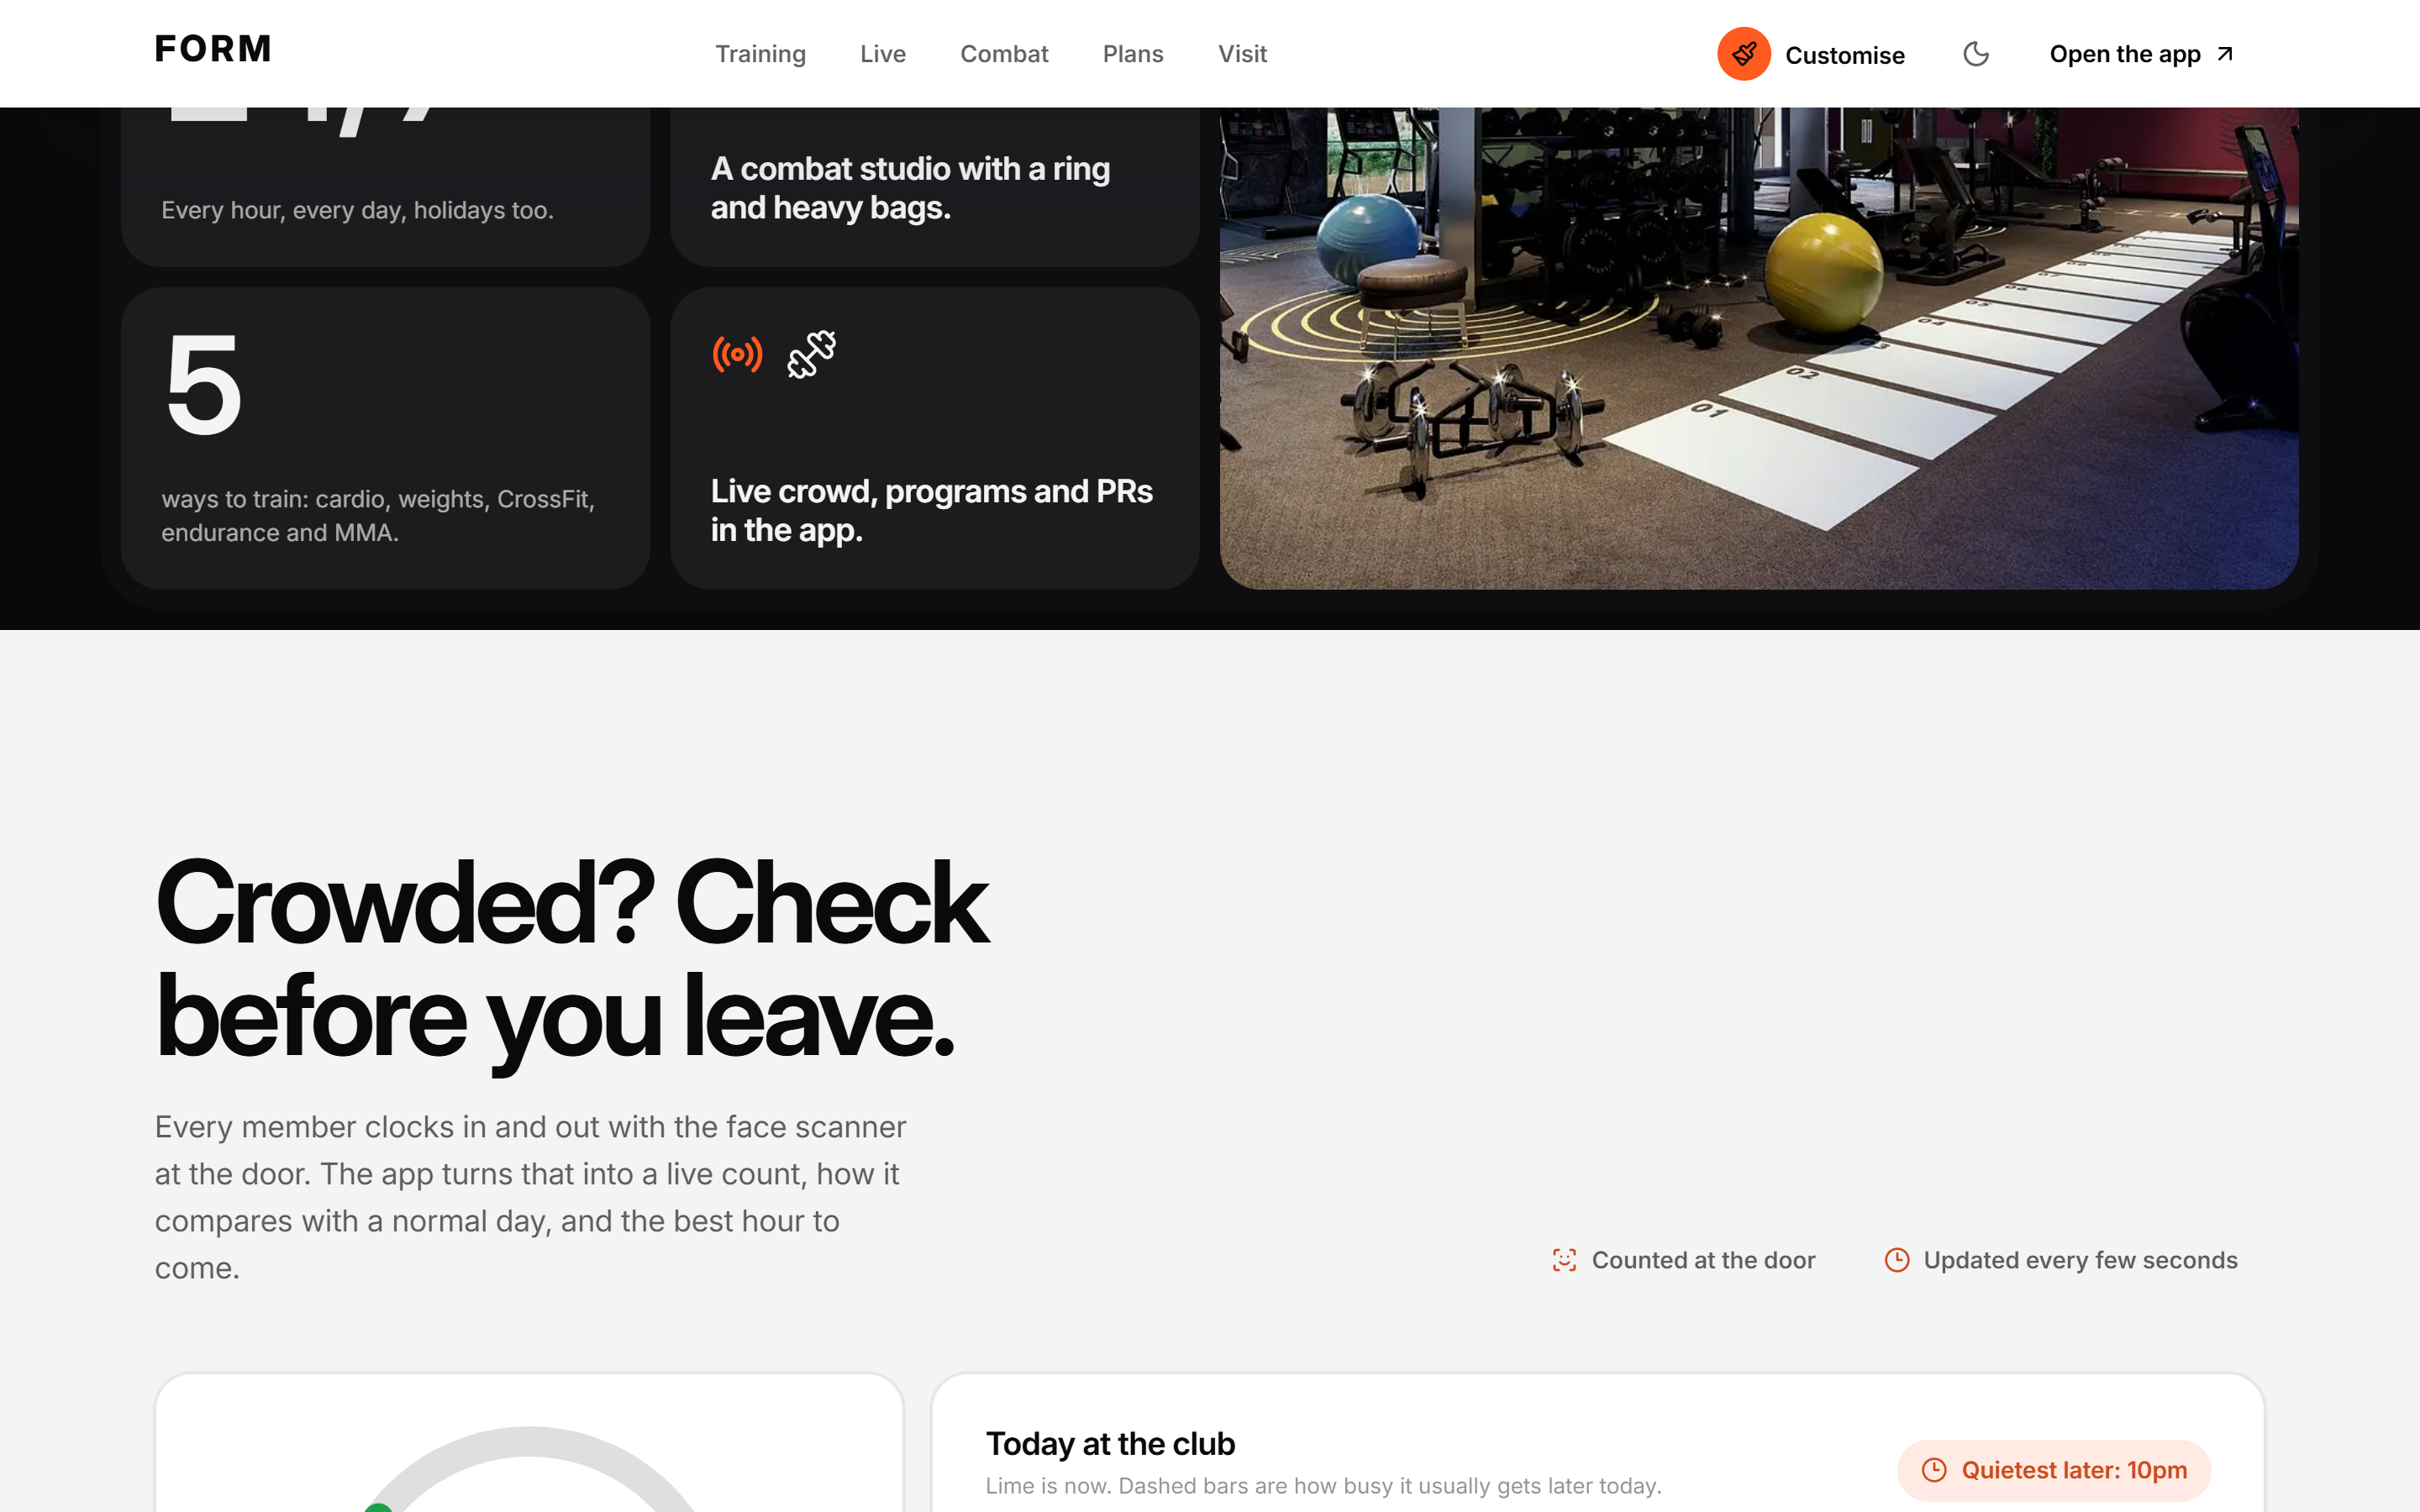 FORM
Training
Live
Combat
Plans
Visit
Customise
Open the app
24/7
Every hour, every day, holidays too.
A combat studio with a ring
and heavy bags.
5
ways to train: cardio, weights, CrossFit,
endurance and MMA.
Live crowd, programs and PRs
in the app.
03
02
01
Crowded? Check
before you leave.
Every member clocks in and out with the face scanner
at the door. The app turns that into a live count, how it
compares with a normal day, and the best hour to
come.
Counted at the door
Updated every few seconds
Today at the club
Lime is now. Dashed bars are how busy it usually gets later today.
Quietest later: 10pm